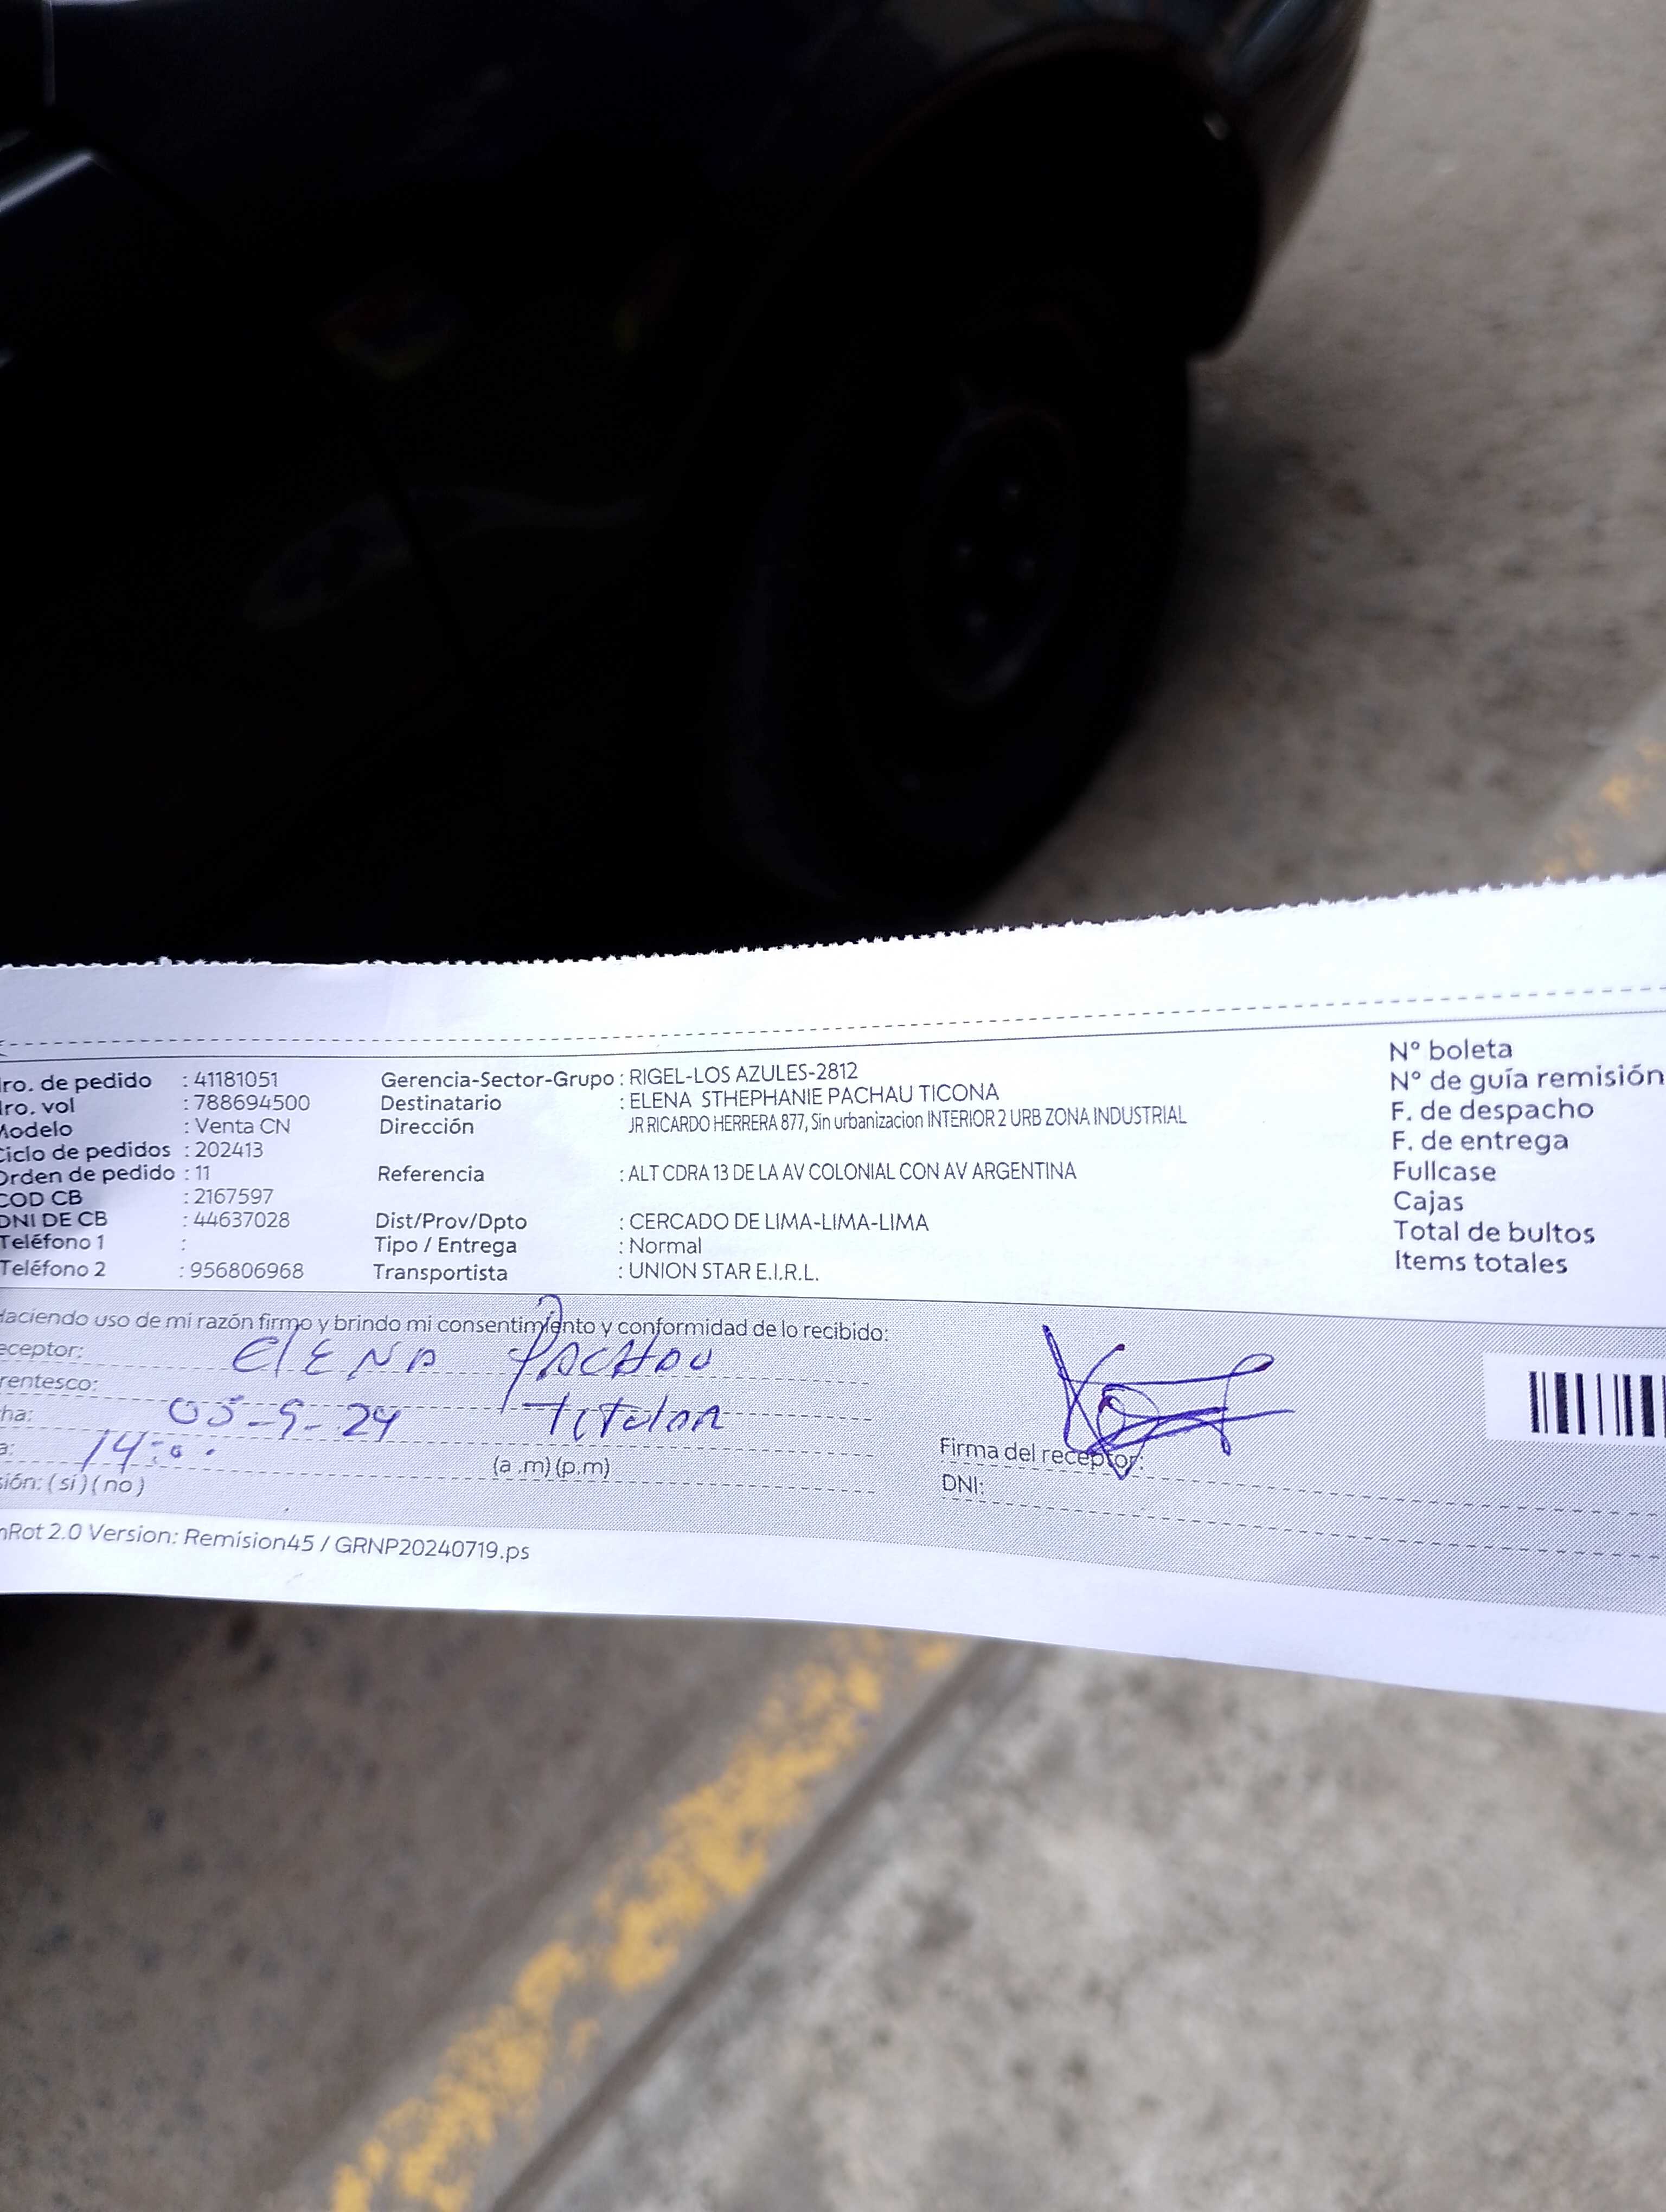 ro. de pedido : 41181051 Gerencia-Sector-Grupo : RIGEL-LOS AZULES-2812 N° boleta
ro. vol : 788694500 Destinatario : ELENA STHEPHANIE PACHAU TICONA N° de guía remisión
Modelo : Venta CN Dirección JR RICARDO HERRERA 877, Sin urbanizacion INTERIOR 2 URB ZONA INDUSTRIAL F. de despacho
Ciclo de pedidos : 202413 F. de entrega
Orden de pedido : 11 Referencia : ALT CDRA 13 DE LA AV COLONIAL CON AV ARGENTINA Fullcase
COD CB : 2167597 Cajas
DNI DE CB : 44637028 Dist/Prov/Dpto : CERCADO DE LIMA-LIMA-LIMA Total de bultos
Teléfono 1 : Tipo / Entrega : Normal Items totales
Teléfono 2 : 956806968 Transportista : UNION STAR E.I.R.L.
Haciendo uso de mi razón firmo y brindo mi consentimiento y conformidad de lo recibido:
eceptor: ElENA PACHAU
rentesco: Titular
ha: 05-9-24
a: 14:00 (a .m) (p.m) Firma del receptor:
sión: ( si ) ( no ) DNI:
nRot 2.0 Version: Remision45 / GRNP20240719.ps